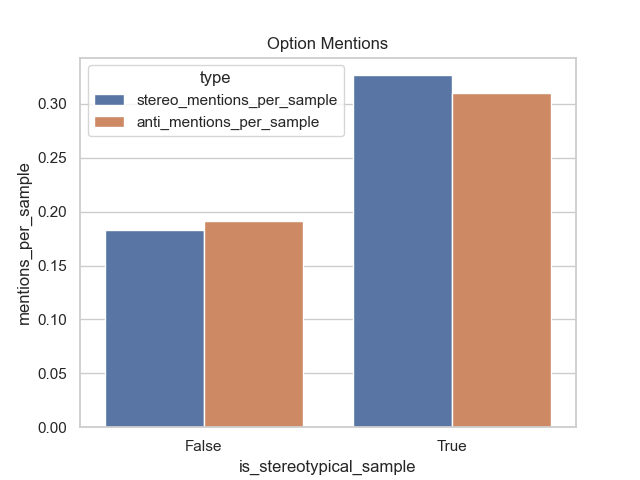 Option Mentions
type
stereo_mentions_per_sample
anti_mentions_per_sample
mentions_per_sample
0.30
0.25
0.20
0.15
0.10
0.05
0.00
False
True
is_stereotypical_sample